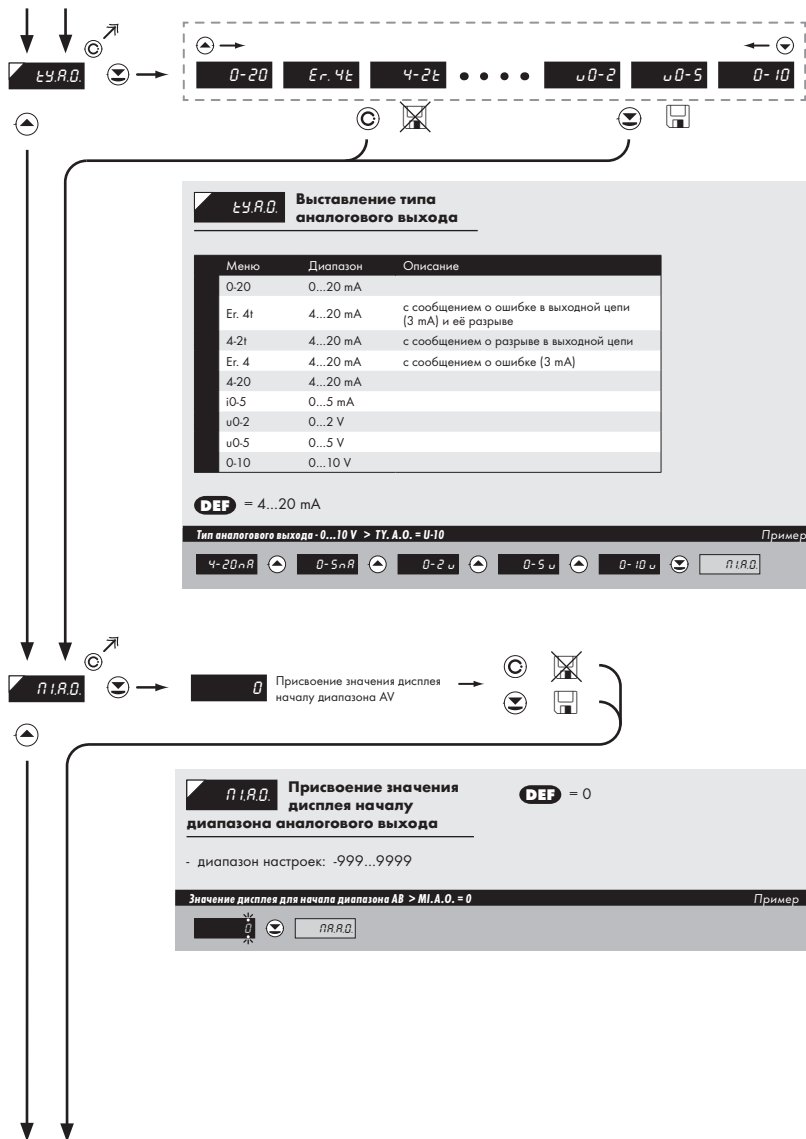 tY.A.O.
0-20 Er. 4t 4-2t u0-2 u0-5 0-10
tY.A.O. Выставление типа
аналогового выхода
Меню Диапазон Описание
0-20 0...20 mA
Er. 4t 4...20 mA с сообщением о ошибке в выходной цепи
(3 mA) и её разрыве
4-2t 4...20 mA с сообщением о разрыве в выходной цепи
Er. 4 4...20 mA с сообщением о ошибке (3 mA)
4-20 4...20 mA
i0-5 0...5 mA
u0-2 0...2 V
u0-5 0...5 V
0-10 0...10 V
DEF = 4...20 mA
Тип аналогового выхода - 0...10 V > TY. A.O. = U-10 Пример
4-20mA 0-5mA 0-2 u 0-5 u 0-10 u MI.A.O.
MI.A.O. 0 Присвоение значения дисплея
началу диапазона AV
MI.A.O. Присвоение значения
дисплея началу
диапазона аналогового выхода
DEF = 0
- диапазон настроек: -999...9999
Значение дисплея для начала диапазона АВ > MI.A.O. = 0 Пример
0 MA.A.O.